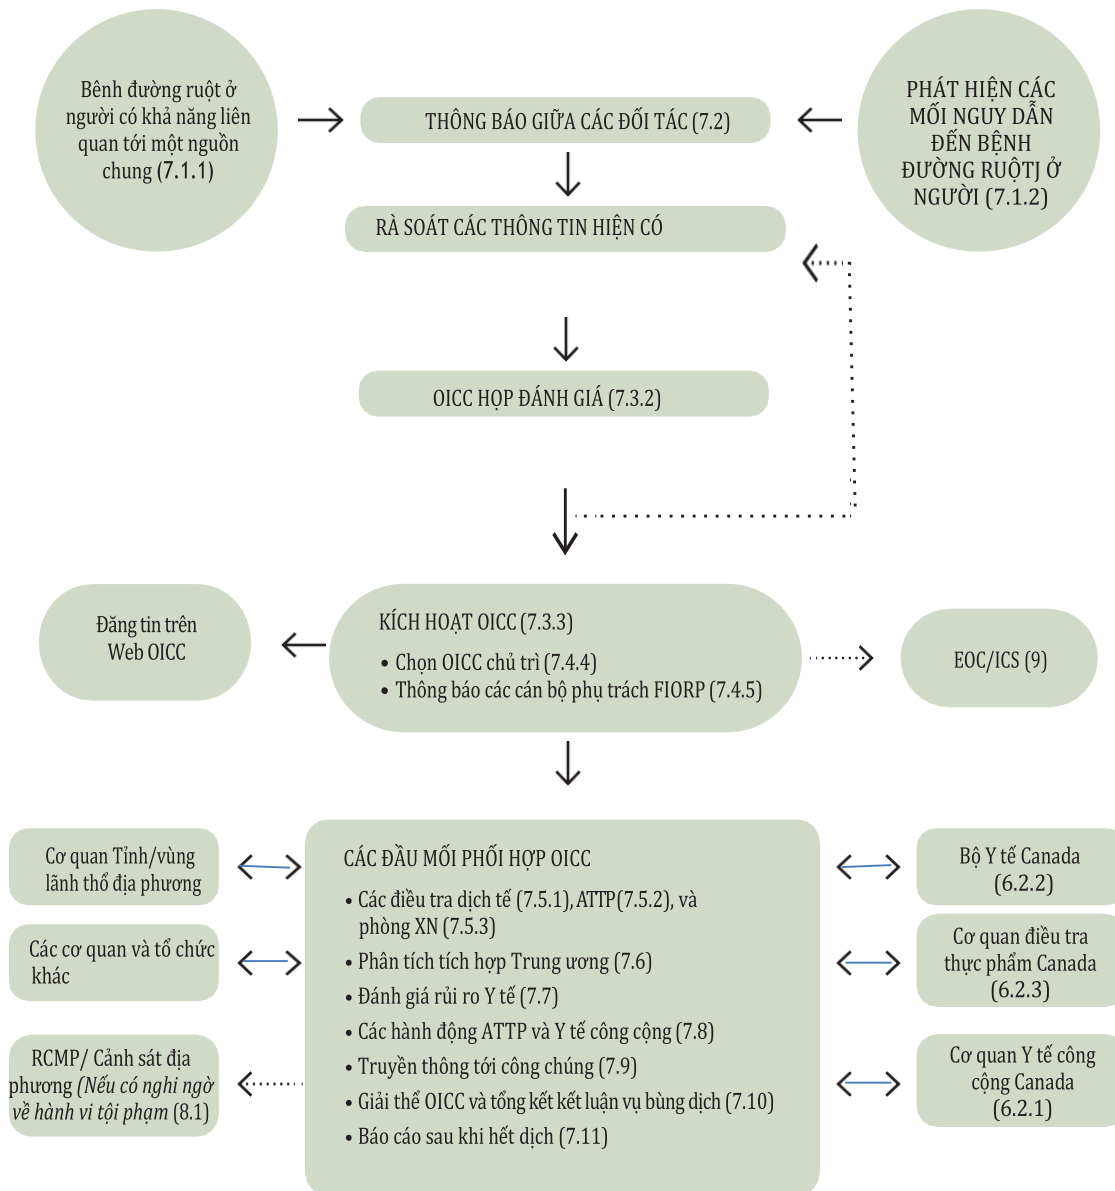 Bênh đường ruột ở
người có khả năng liên
quan tới một nguồn
chung (7.1.1)
THÔNG BÁO GIỮA CÁC ĐỐI TÁC (7.2)
PHÁT HIỆN CÁC
MỐI NGUY DẪN
ĐẾN BỆNH
ĐƯỜNG RUỘTJ Ở
NGƯỜI (7.1.2)
RÀ SOÁT CÁC THÔNG TIN HIỆN CÓ
OICC HỌP ĐÁNH GIÁ (7.3.2)
Đăng tin trên
Web OICC
KÍCH HOẠT OICC (7.3.3)
• Chọn OICC chủ trì (7.4.4)
• Thông báo các cán bộ phụ trách FIORP (7.4.5)
EOC/ICS (9)
Cơ quan Tỉnh/vùng
lãnh thổ địa phương
Các cơ quan và tổ chức
khác
RCMP/ Cảnh sát địa
phương (Nếu có nghi ngờ
về hành vi tội phạm (8.1)
CÁC ĐẦU MỐI PHỐI HỢP OICC
• Các điều tra dịch tế (7.5.1), ATTP(7.5.2), và
phòng XN (7.5.3)
• Phân tích tích hợp Trung ương (7.6)
• Đánh giá rủi ro Y tế (7.7)
• Các hành động ATTP và Y tế công cộng (7.8)
• Truyền thông tới công chúng (7.9)
• Giải thể OICC và tổng kết kết luận vụ bùng dịch (7.10)
• Báo cáo sau khi hết dịch (7.11)
Bộ Y tế Canada
(6.2.2)
Cơ quan điều tra
thực phẩm Canada
(6.2.3)
Cơ quan Y tế công
cộng Canada
(6.2.1)